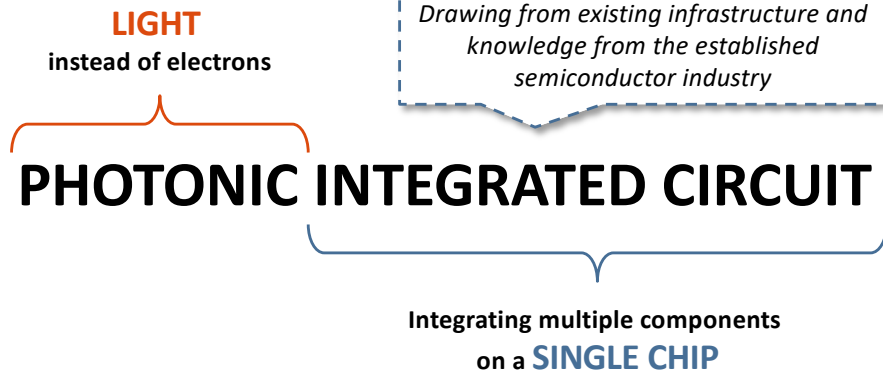 LIGHT
instead of electrons
Drawing from existing infrastructure and
knowledge from the established
semiconductor industry
PHOTONIC INTEGRATED CIRCUIT
Integrating multiple components
on a SINGLE CHIP